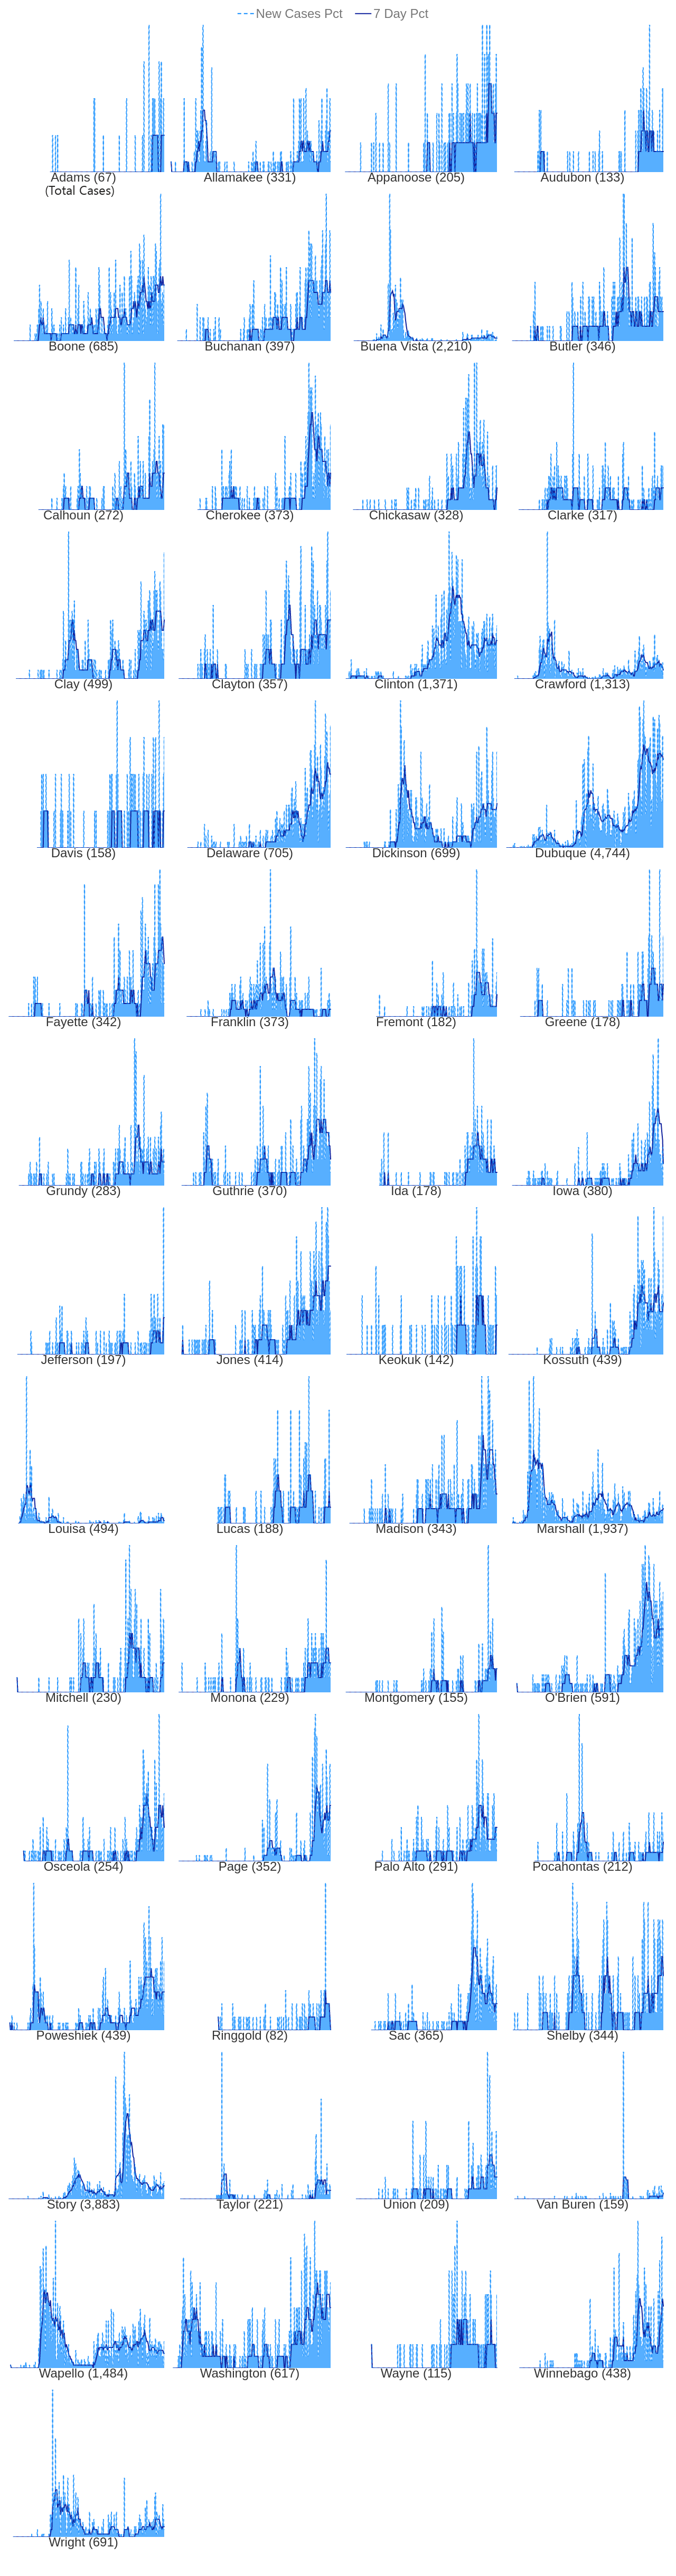 New Cases Pct 7 Day Pct
Adams (67) Allamakee (331) Appanoose (205) Audubon (133)
(Total Cases)
Boone (685) Buchanan (397) Buena Vista (2,210) Butler (346)
Calhoun (272) Cherokee (373) Chickasaw (328) Clarke (317)
Clay (499) Clayton (357) Clinton (1,371) Crawford (1,313)
Davis (158) Delaware (705) Dickinson (699) Dubuque (4,744)
Fayette (342) Franklin (373) Fremont (182) Greene (178)
Grundy (283) Guthrie (370) Ida (178) Iowa (380)
Jefferson (197) Jones (414) Keokuk (142) Kossuth (439)
Louisa (494) Lucas (188) Madison (343) Marshall (1,937)
Mitchell (230) Monona (229) Montgomery (155) O'Brien (591)
Osceola (254) Page (352) Palo Alto (291) Pocahontas (212)
Poweshiek (439) Ringgold (82) Sac (365) Shelby (344)
Story (3,883) Taylor (221) Union (209) Van Buren (159)
Wapello (1,484) Washington (617) Wayne (115) Winnebago (438)
Wright (691)